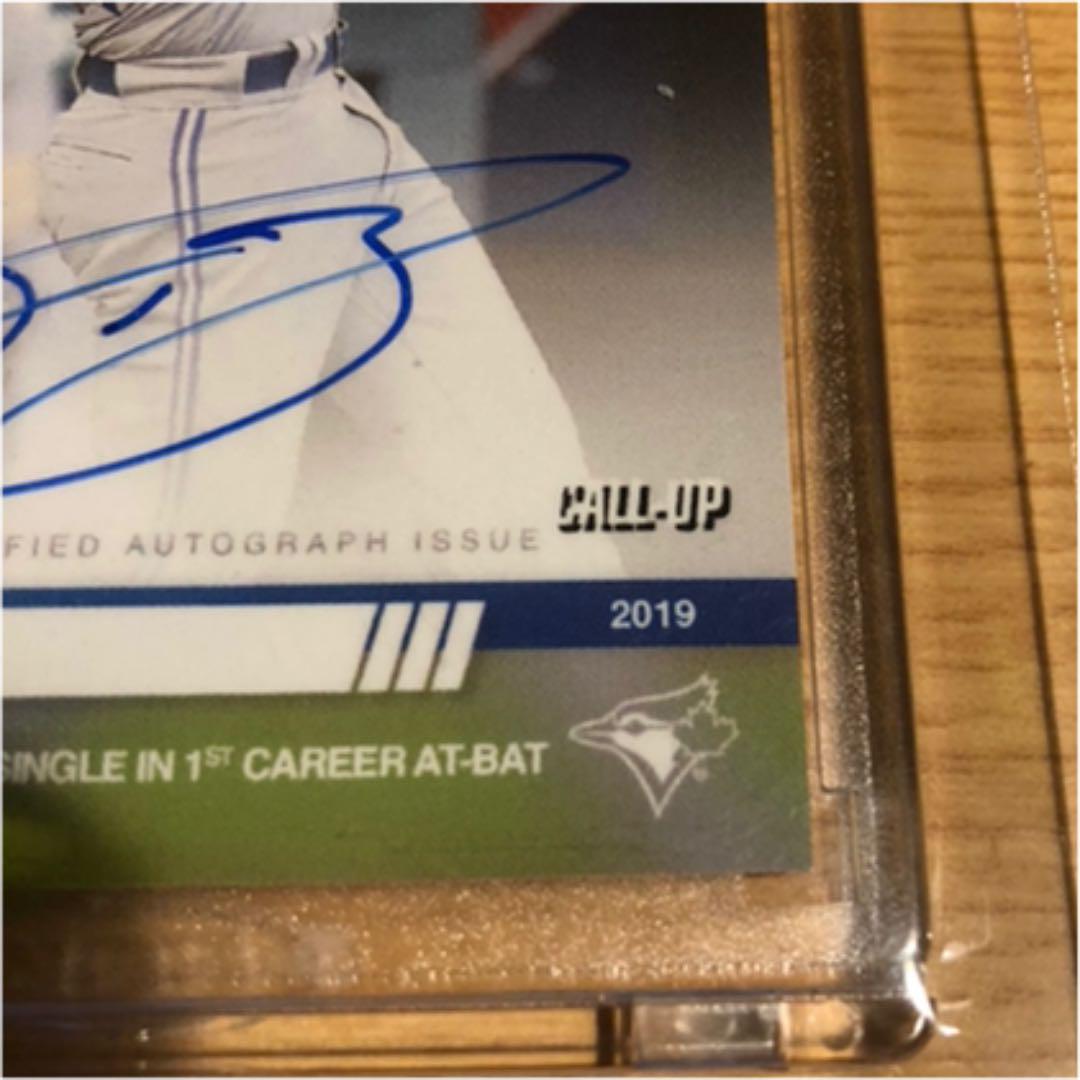 CALL-UP
FIED AUTOGRAPH ISSUE
2019
SINGLE IN 1ST CAREER AT-BAT